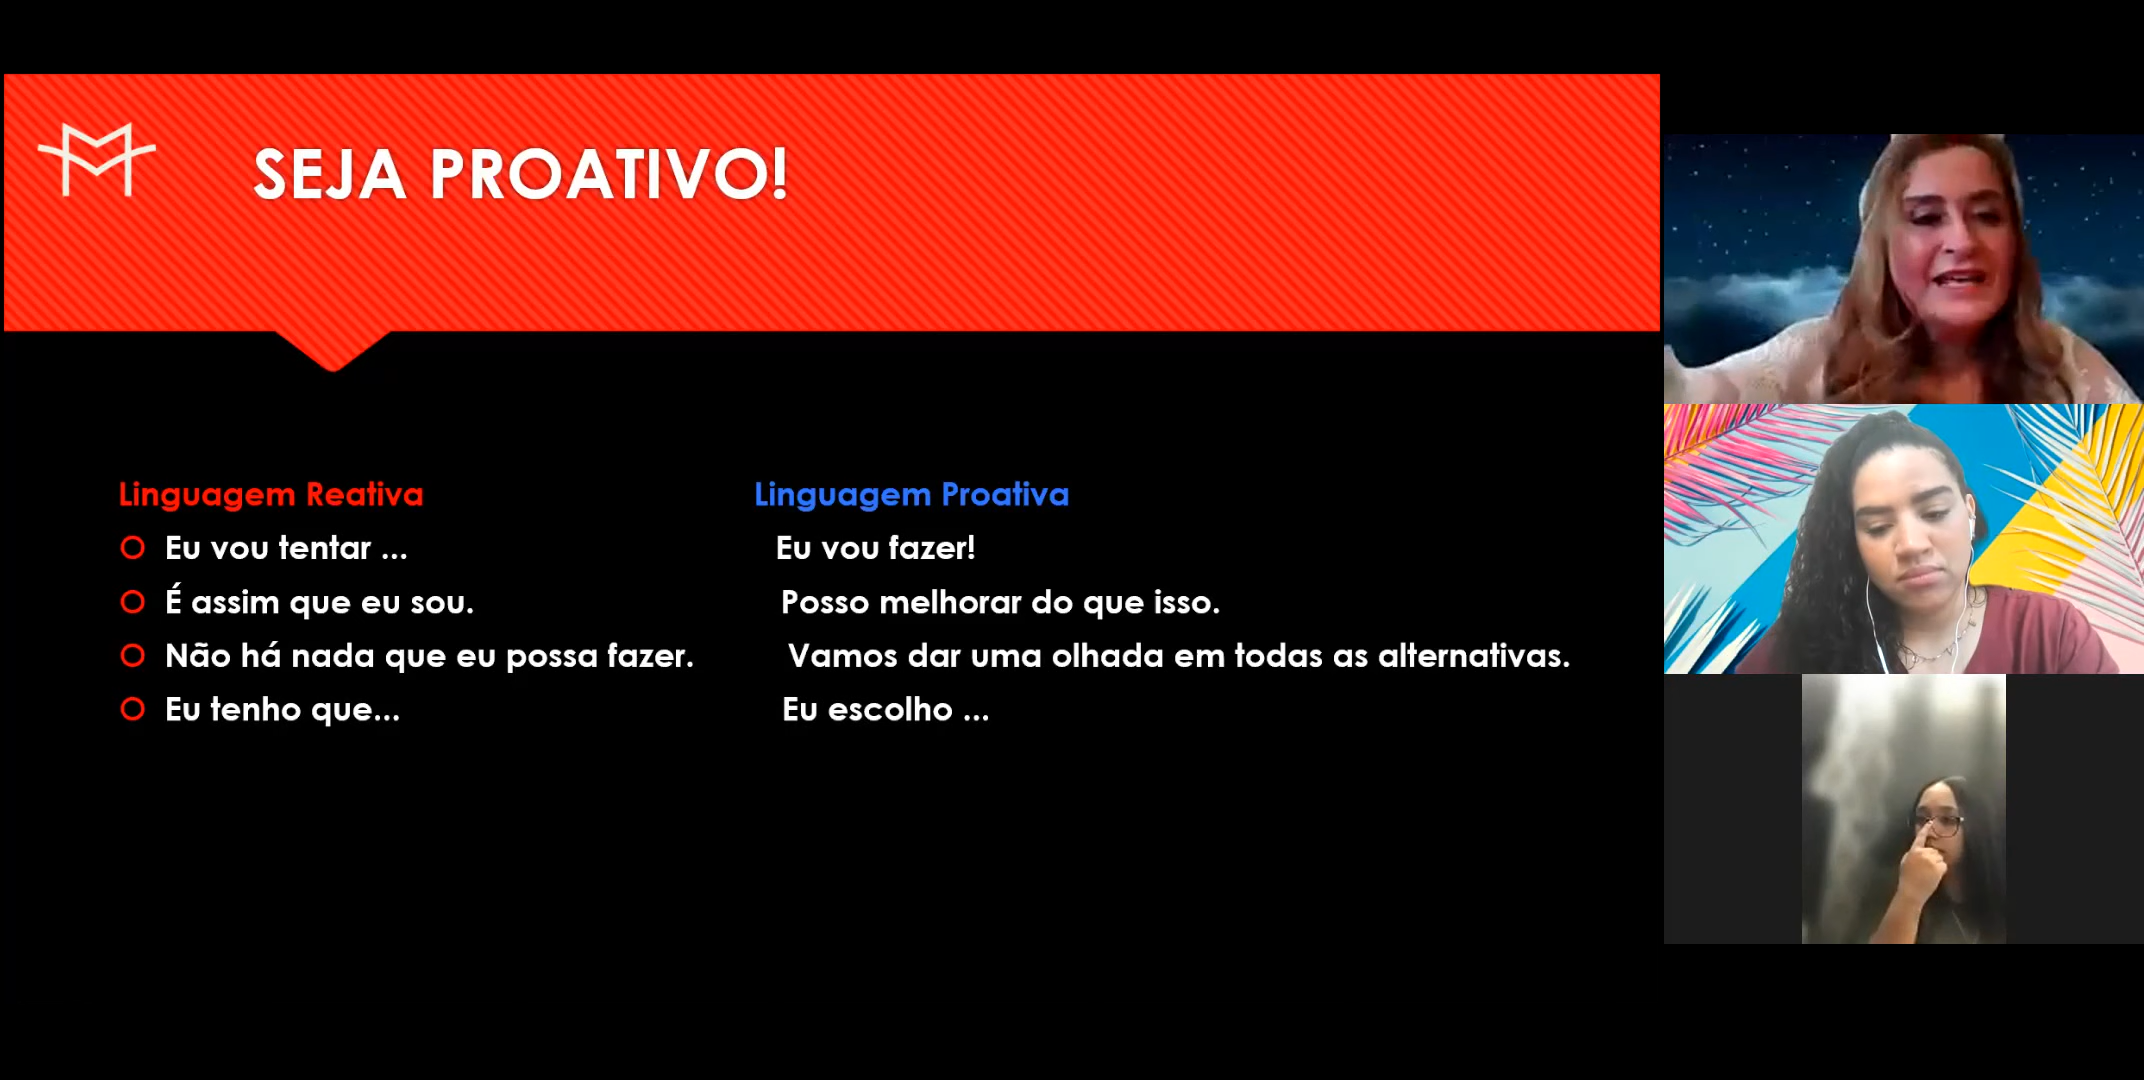 SEJA PROATIVO!
Linguagem Reativa Linguagem Proativa
Eu vou tentar ... Eu vou fazer!
É assim que eu sou. Posso melhorar do que isso.
Não há nada que eu possa fazer. Vamos dar uma olhada em todas as alternativas.
Eu tenho que... Eu escolho ...